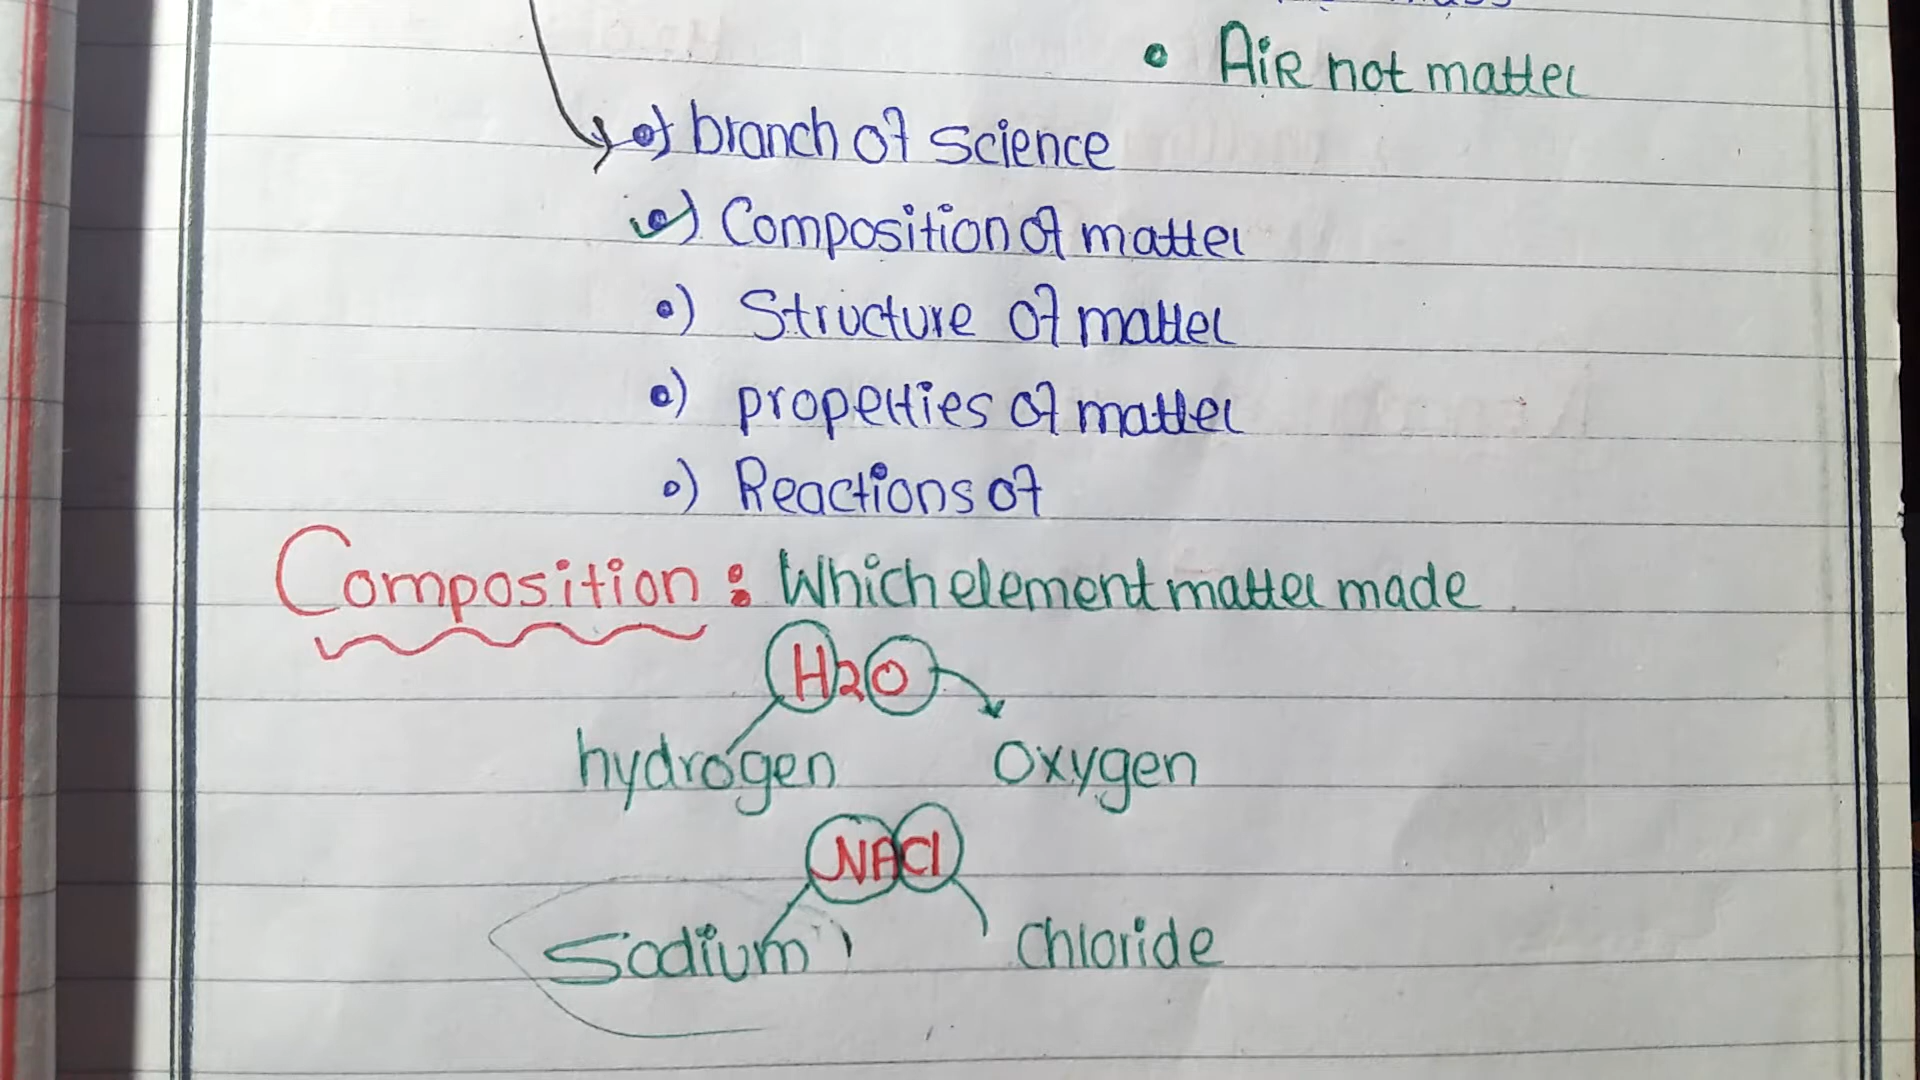 • AiR not matter
•) branch of science
•) Composition of matter
•) Structure of matter
•) properties of matter
•) Reactions of
Composition : Which element matter made
H2O
hydrogen oxygen
NACl
Sodium Chloride